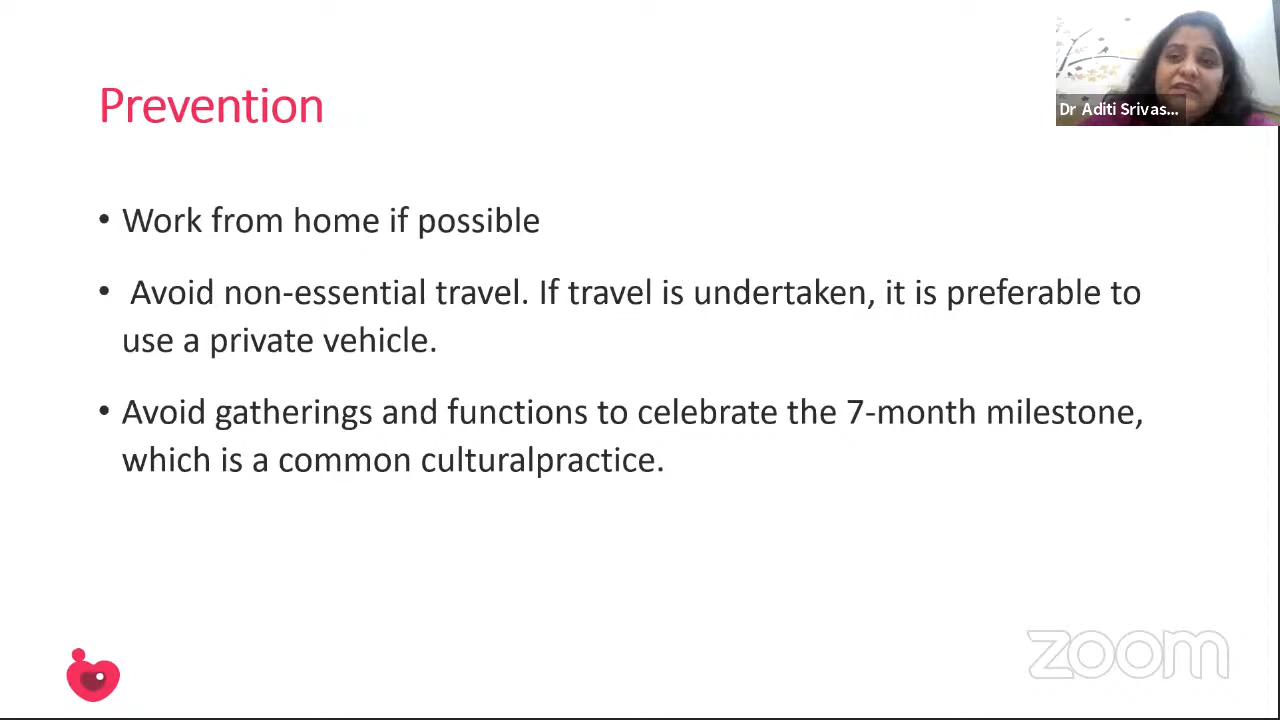 Prevention
Dr Aditi Srivas...
• Work from home if possible
• Avoid non-essential travel. If travel is undertaken, it is preferable to
use a private vehicle.
• Avoid gatherings and functions to celebrate the 7-month milestone,
which is a common culturalpractice.
zoom